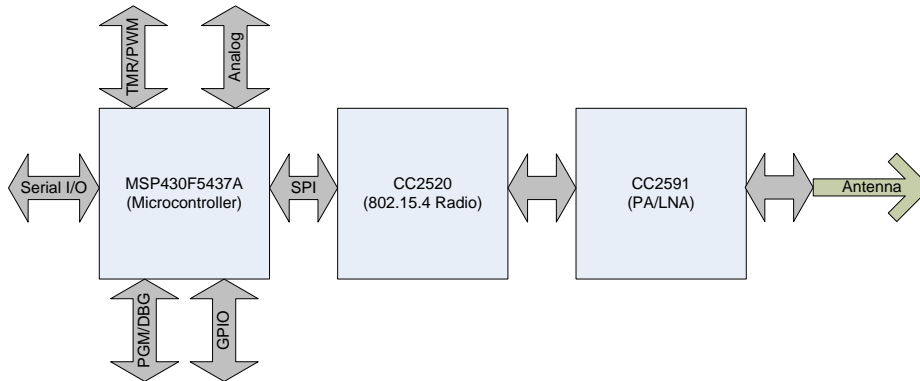 TMR/PWM
Analog
Serial I/O
MSP430F5437A
(Microcontroller)
SPI
CC2520
(802.15.4 Radio)
CC2591
(PA/LNA)
Antenna
PGM/DBG
GPIO